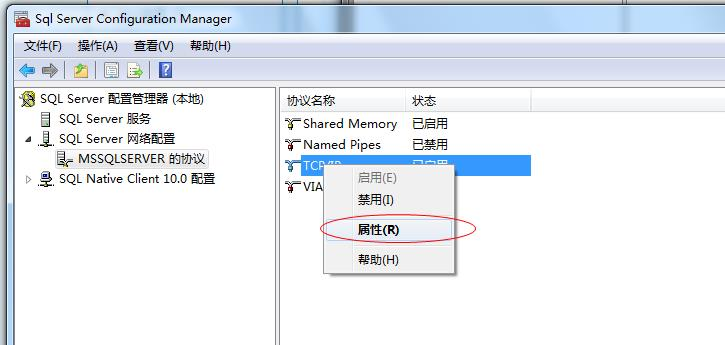 Sql Server Configuration Manager
文件(F) 操作(A) 查看(V) 帮助(H)
SQL Server 配置管理器 (本地)
SQL Server 服务
SQL Server 网络配置
MSSQLSERVER 的协议
SQL Native Client 10.0 配置
协议名称 状态
Shared Memory 已启用
Named Pipes 已禁用
TCP/IP 已启用
VIA
启用(E)
禁用(I)
属性(R)
帮助(H)